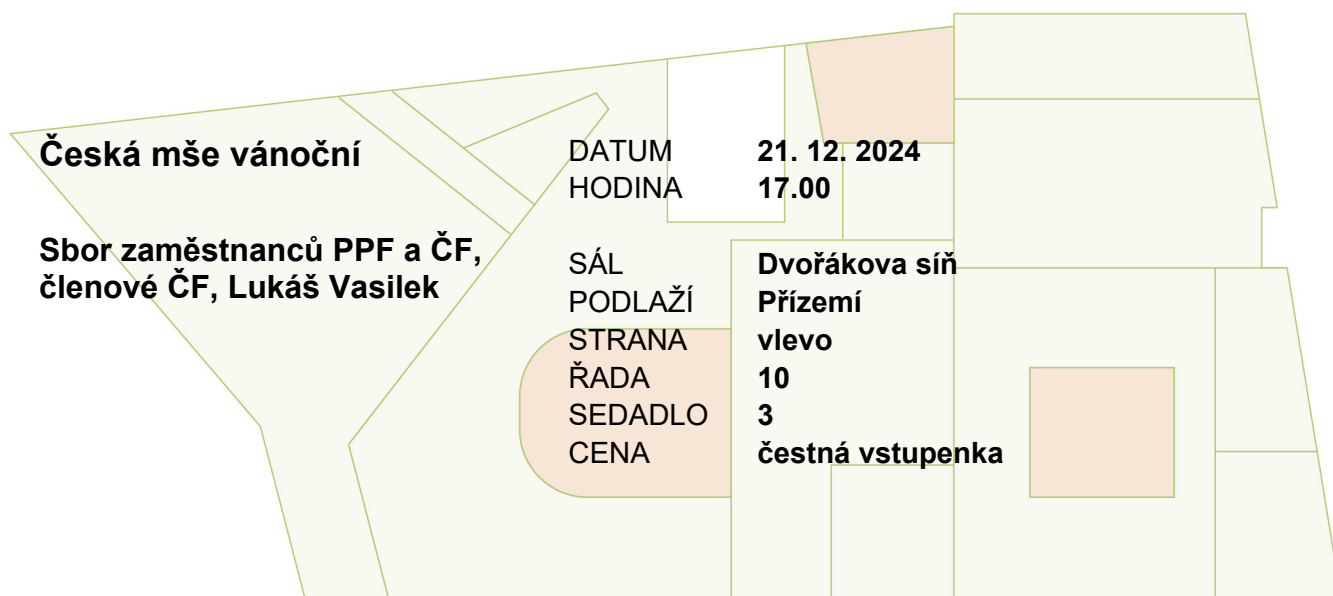 Česká mše vánoční
Sbor zaměstnanců PPF a ČF,
členové ČF, Lukáš Vasilek
DATUM 21. 12. 2024
HODINA 17.00
SÁL Dvořákova síň
PODLAŽÍ Přízemí
STRANA vlevo
ŘADA 10
SEDADLO 3
CENA čestná vstupenka